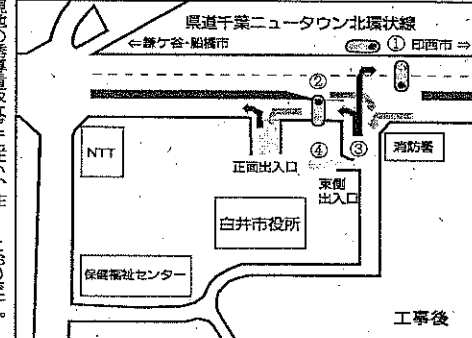 県道千葉ニュータウン北環状線
⇐鎌ケ谷・船橋市
① 印西市⇒
②
NTT
正面出入口
④
③
消防署
東側
出入口
白井市役所
保健福祉センター
工事後